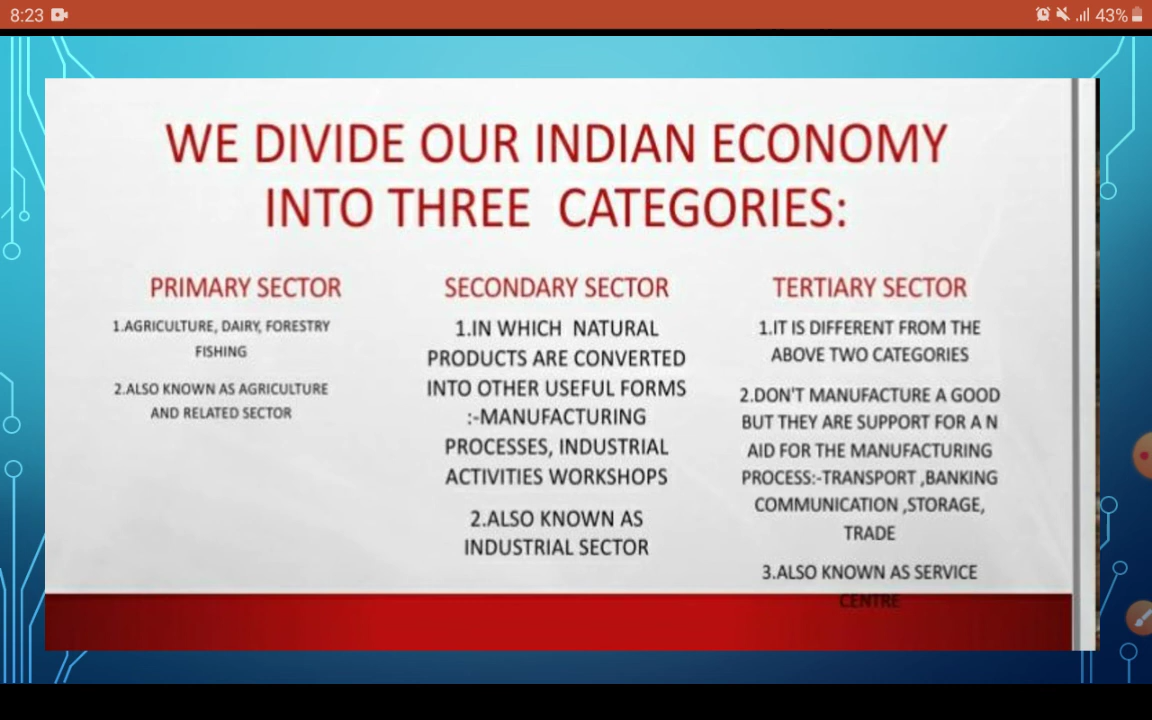 8:23
43%
WE DIVIDE OUR INDIAN ECONOMY
INTO THREE CATEGORIES:
PRIMARY SECTOR
1.AGRICULTURE, DAIRY, FORESTRY
FISHING
2.ALSO KNOWN AS AGRICULTURE
AND RELATED SECTOR
SECONDARY SECTOR
1.IN WHICH NATURAL
PRODUCTS ARE CONVERTED
INTO OTHER USEFUL FORMS
:-MANUFACTURING
PROCESSES, INDUSTRIAL
ACTIVITIES WORKSHOPS
2.ALSO KNOWN AS
INDUSTRIAL SECTOR
TERTIARY SECTOR
1.IT IS DIFFERENT FROM THE
ABOVE TWO CATEGORIES
2.DON'T MANUFACTURE A GOOD
BUT THEY ARE SUPPORT FOR A N
AID FOR THE MANUFACTURING
PROCESS:-TRANSPORT ,BANKING
COMMUNICATION ,STORAGE,
TRADE
3.ALSO KNOWN AS SERVICE
CENTRE